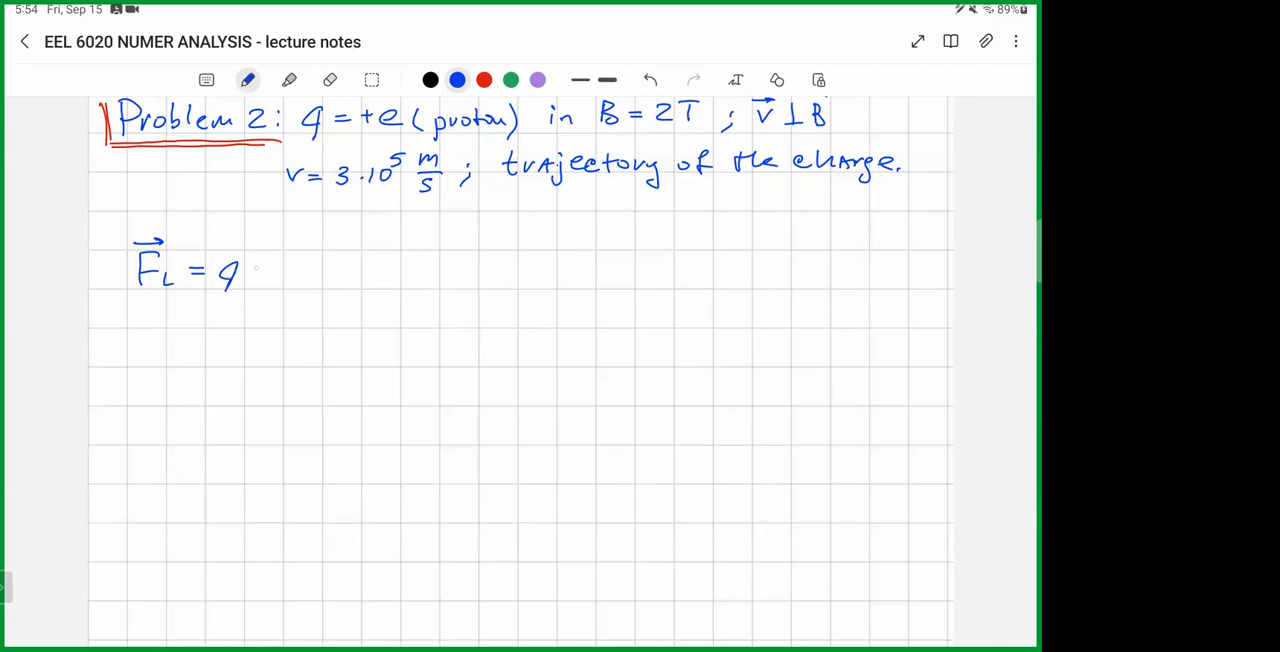 5:54 Fri, Sep 15 89%
EEL 6020 NUMER ANALYSIS - lecture notes
Problem 2: q = +e (proton) in B = 2T ; v⃗ ⊥ B
v = 3·10⁵ m/s ; trajectory of the charge.
F⃗_L = q